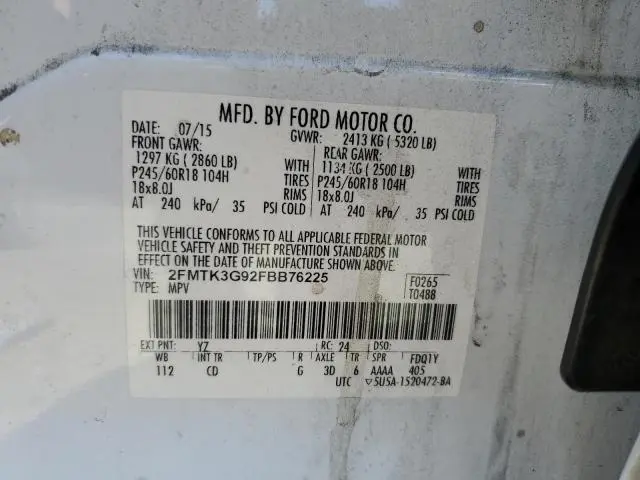 MFD. BY FORD MOTOR CO.
DATE: 07/15 GVWR: 2413 KG ( 5320 LB)
FRONT GAWR: REAR GAWR:
1297 KG ( 2860 LB) WITH 1134 KG ( 2500 LB) WITH
P245/60R18 104H TIRES P245/60R18 104H TIRES
18x8.0J RIMS 18x8.0J RIMS
AT 240 kPa/ 35 PSI COLD AT 240 kPa/ 35 PSI COLD
THIS VEHICLE CONFORMS TO ALL APPLICABLE FEDERAL MOTOR
VEHICLE SAFETY AND THEFT PREVENTION STANDARDS IN
EFFECT ON THE DATE OF MANUFACTURE SHOWN ABOVE.
VIN: 2FMTK3G92FBB76225 F0265
TYPE: MPV T0488
EXT PNT: YZ RC: 24 DSO:
WB INT TR TP/PS R AXLE TR SPR FDQ1Y
112 CD G 3D 6 AAAA 405
UTC ▽5U5A-1520472-BA